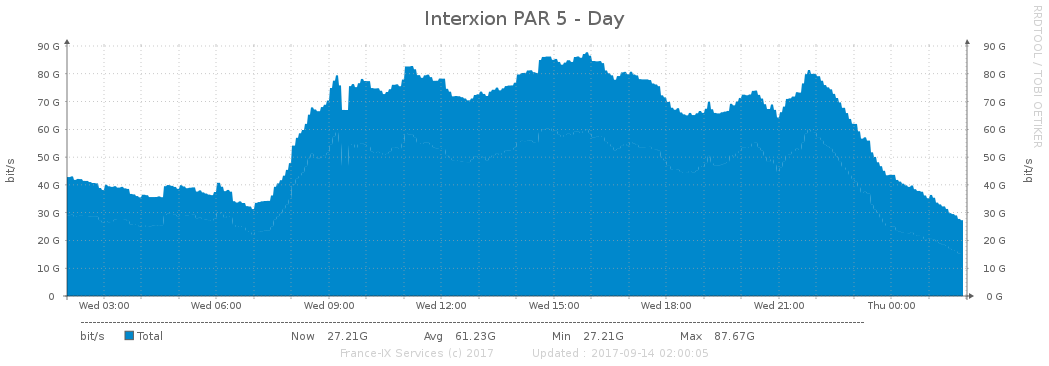 Interxion PAR 5 - Day
RRDTOOL / TOBI OETIKER
90 G 90 G
80 G 80 G
70 G 70 G
60 G 60 G
50 G 50 G
40 G 40 G
30 G 30 G
20 G 20 G
10 G 10 G
0 0 G
bit/s
bit/s
Wed 03:00 Wed 06:00 Wed 09:00 Wed 12:00 Wed 15:00 Wed 18:00 Wed 21:00 Thu 00:00
bit/s Total Now 27.21G Avg 61.23G Min 27.21G Max 87.67G
France-IX Services (c) 2017 Updated : 2017-09-14 02:00:05